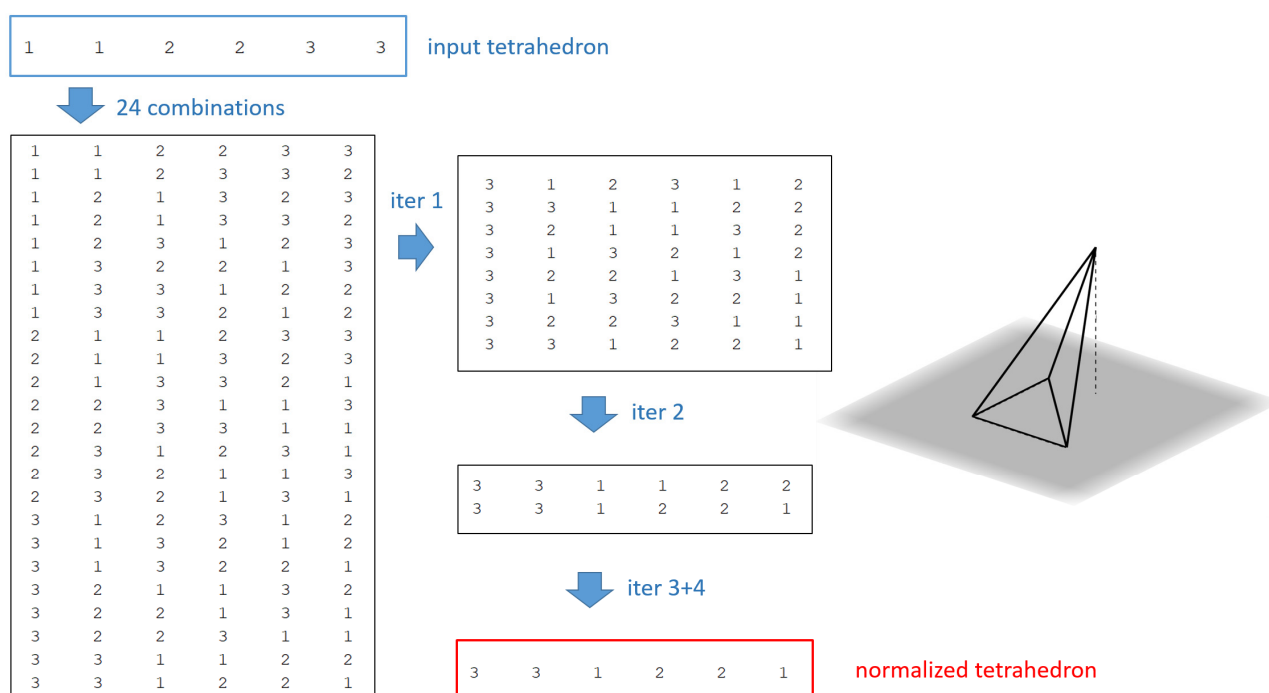 1 1 2 2 3 3
input tetrahedron
24 combinations
1 1 2 2 3 3
1 1 2 3 3 2
1 2 1 3 2 3
1 2 1 3 3 2
1 2 3 1 2 3
1 3 2 2 1 3
1 3 3 1 2 2
1 3 3 2 1 2
2 1 1 2 3 3
2 1 1 3 2 3
2 1 3 3 2 1
2 2 3 1 1 3
2 2 3 3 1 1
2 3 1 2 3 1
2 3 2 1 1 3
2 3 2 1 3 1
3 1 2 3 1 2
3 1 3 2 1 2
3 1 3 2 2 1
3 2 1 1 3 2
3 2 2 1 3 1
3 2 2 3 1 1
3 3 1 1 2 2
3 3 1 2 2 1
iter 1
3 1 2 3 1 2
3 3 1 1 2 2
3 2 1 1 3 2
3 1 3 2 1 2
3 2 2 1 3 1
3 1 3 2 2 1
3 2 2 3 1 1
3 3 1 2 2 1
iter 2
3 3 1 1 2 2
3 3 1 2 2 1
iter 3+4
3 3 1 2 2 1
normalized tetrahedron